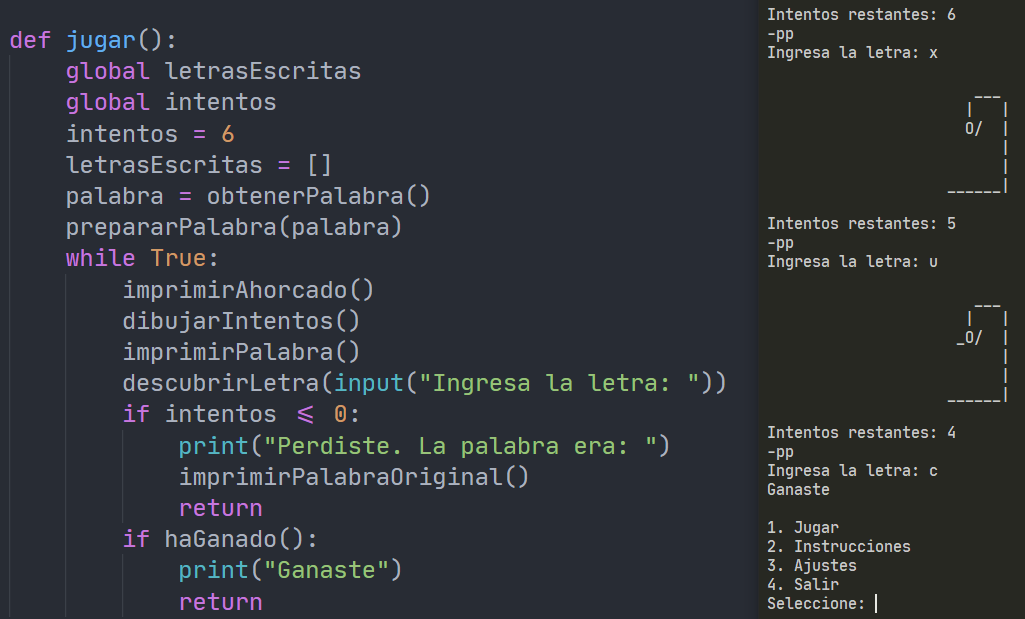 def jugar():
    global letrasEscritas
    global intentos
    intentos = 6
    letrasEscritas = []
    palabra = obtenerPalabra()
    prepararPalabra(palabra)
    while True:
        imprimirAhorcado()
        dibujarIntentos()
        imprimirPalabra()
        descubrirLetra(input("Ingresa la letra: "))
        if intentos <= 0:
            print("Perdiste. La palabra era: ")
            imprimirPalabraOriginal()
            return
        if haGanado():
            print("Ganaste")
            return
Intentos restantes: 6
-pp
Ingresa la letra: x
                       ___
                      |   |
                      O/  |
                          |
                          |
                    ______|
Intentos restantes: 5
-pp
Ingresa la letra: u
                       ___
                      |   |
                     _O/  |
                          |
                          |
                    ______|
Intentos restantes: 4
-pp
Ingresa la letra: c
Ganaste
1. Jugar
2. Instrucciones
3. Ajustes
4. Salir
Seleccione: